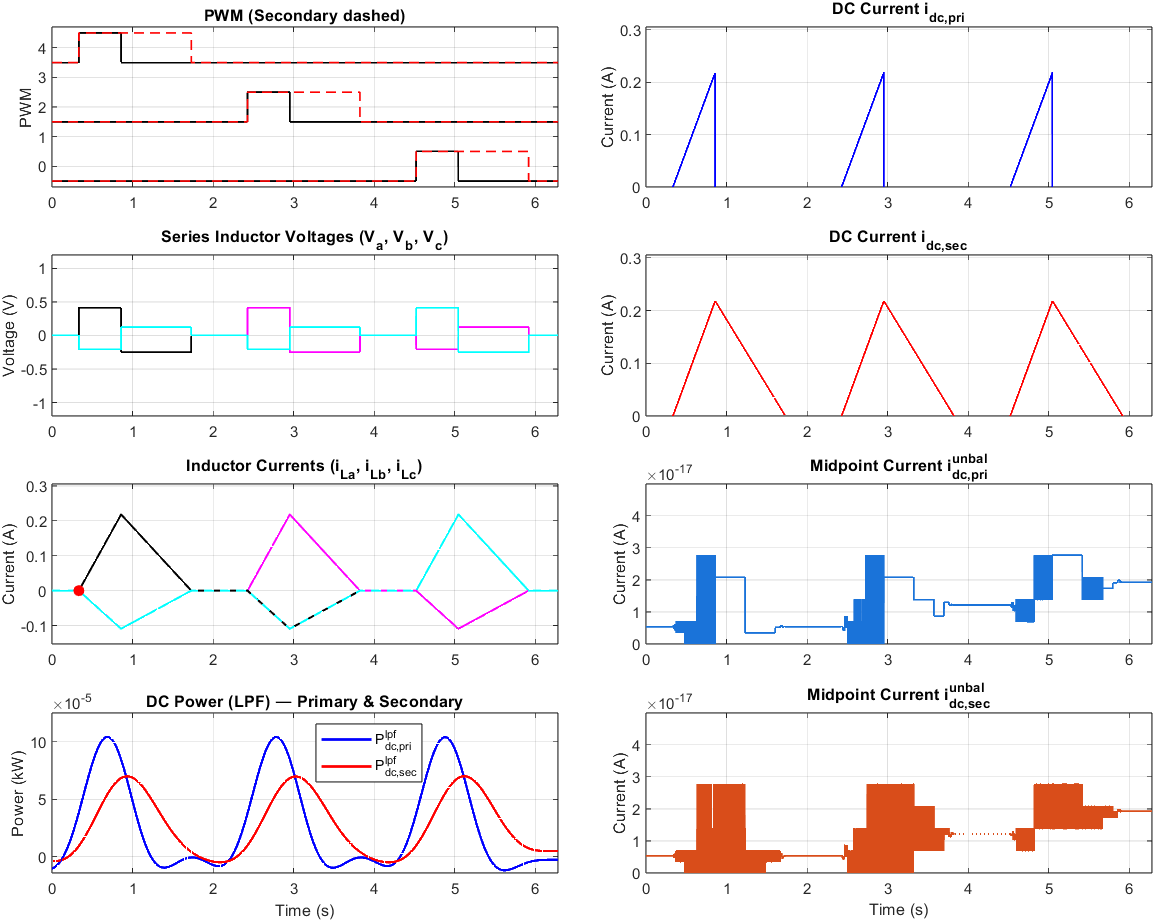 PWM (Secondary dashed)
PWM
4
3
2
1
0
0 1 2 3 4 5 6
DC Current i_dc,pri
Current (A)
0.3
0.2
0.1
0
0 1 2 3 4 5 6
Series Inductor Voltages (V_a, V_b, V_c)
Voltage (V)
1
0.5
0
-0.5
-1
0 1 2 3 4 5 6
DC Current i_dc,sec
Current (A)
0.3
0.2
0.1
0
0 1 2 3 4 5 6
Inductor Currents (i_La, i_Lb, i_Lc)
Current (A)
0.3
0.2
0.1
0
-0.1
0 1 2 3 4 5 6
Midpoint Current i_dc,pri^unbal
×10^-17
Current (A)
4
3
2
1
0
0 1 2 3 4 5 6
DC Power (LPF) — Primary & Secondary
×10^-5
Power (kW)
10
5
0
P_dc,pri^lpf
P_dc,sec^lpf
0 1 2 3 4 5 6
Time (s)
Midpoint Current i_dc,sec^unbal
×10^-17
Current (A)
4
3
2
1
0
0 1 2 3 4 5 6
Time (s)